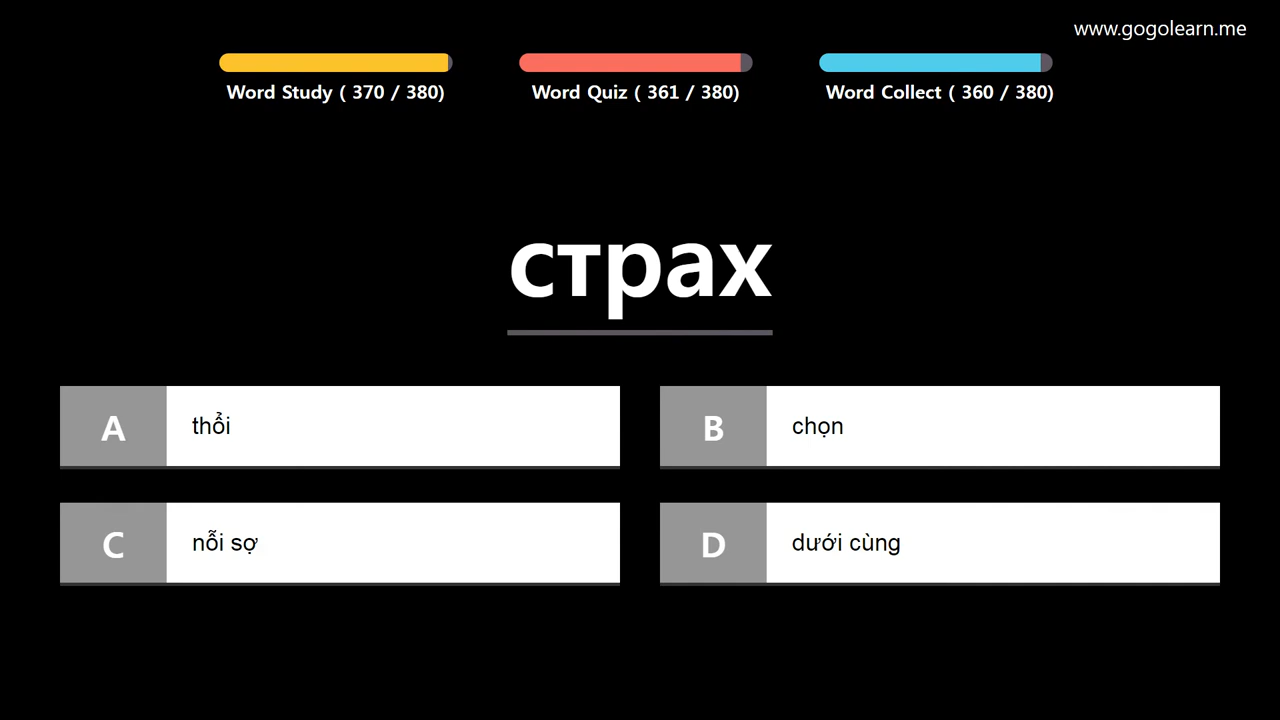 www.gogolearn.me
Word Study ( 370 / 380)
Word Quiz ( 361 / 380)
Word Collect ( 360 / 380)
страх
A thổi
B chọn
C nỗi sợ
D dưới cùng